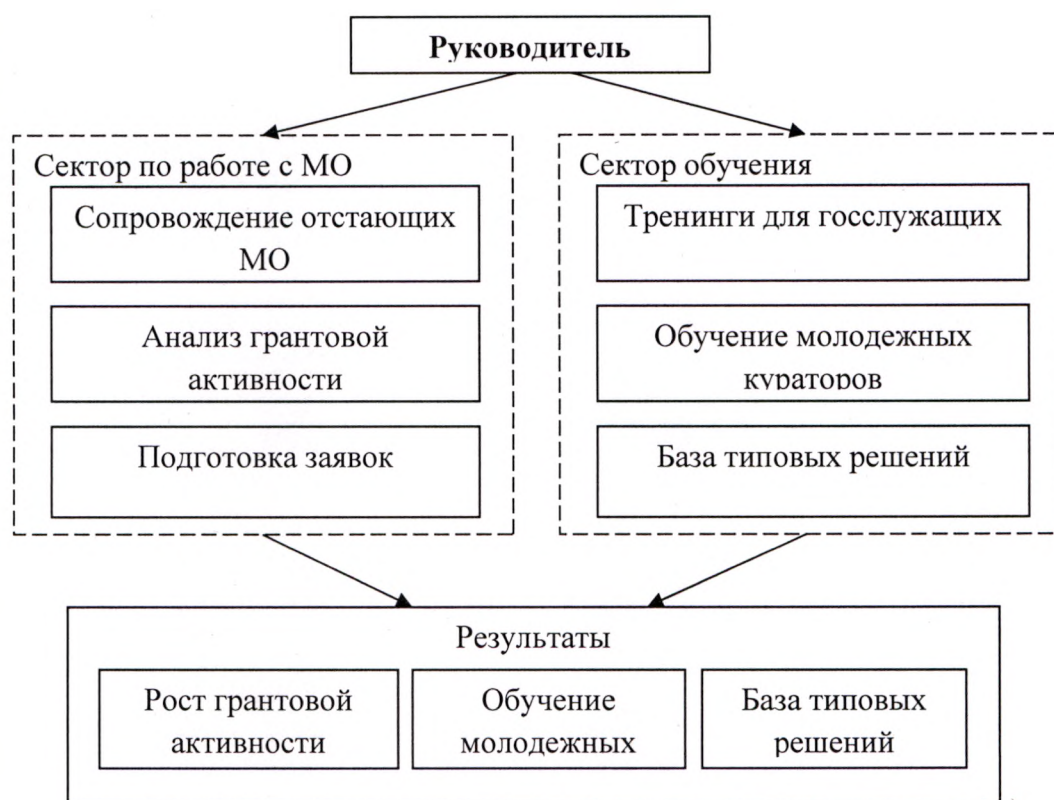 Руководитель
Сектор по работе с МО
Сопровождение отстающих
МО
Анализ грантовой
активности
Подготовка заявок
Сектор обучения
Тренинги для госслужащих
Обучение молодежных
кураторов
База типовых решений
Результаты
Рост грантовой
активности
Обучение
молодежных
База типовых
решений